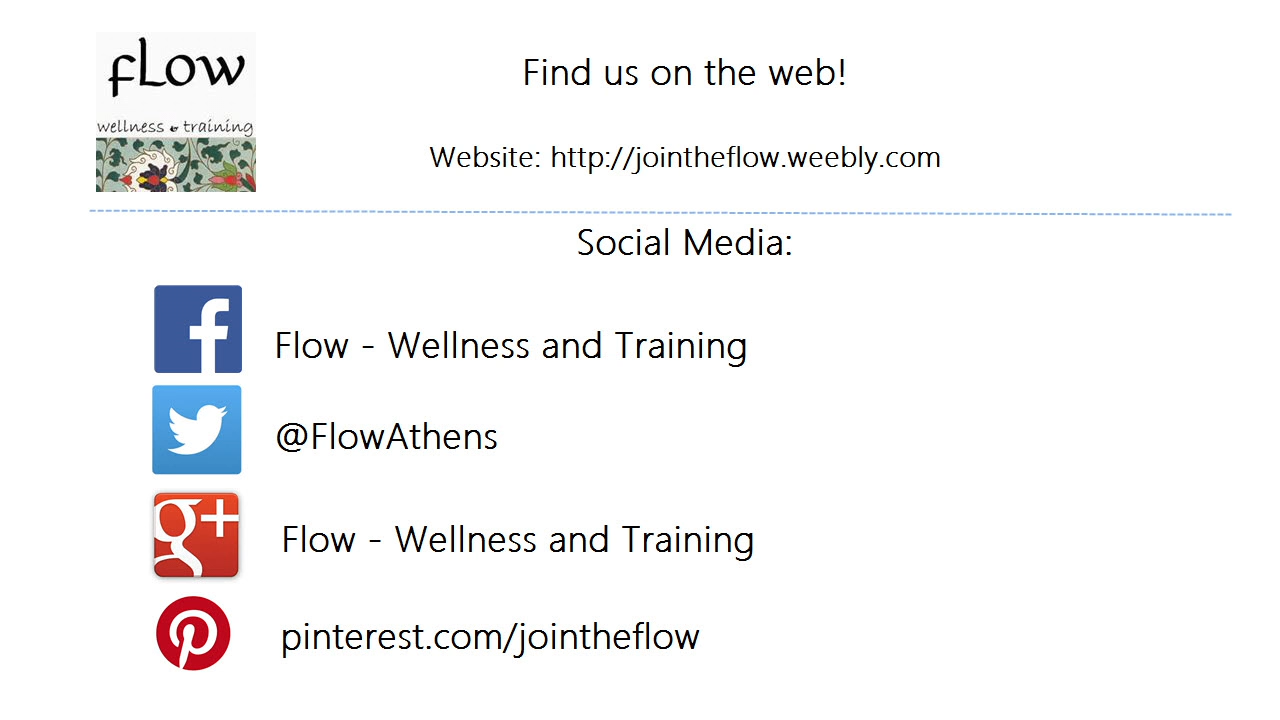 fLow
wellness & training
Find us on the web!
Website: http://jointheflow.weebly.com
Social Media:
f
Flow - Wellness and Training
@FlowAthens
g+
Flow - Wellness and Training
pinterest.com/jointheflow